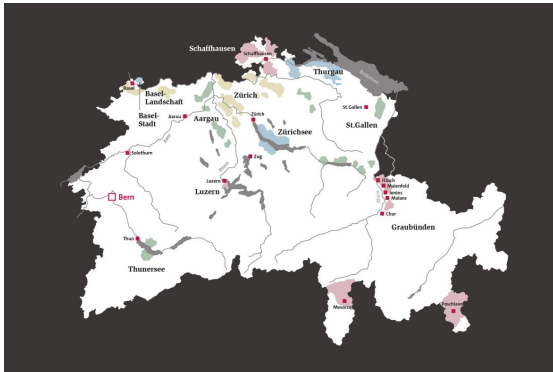 Schaffhausen
Schaffhausen
Thurgau
Basel
Basel-
Landschaft
Zürich
Basel-
Stadt
Aarau
Aargau
Zürich
St.Gallen
St.Gallen
Zürichsee
Solothurn
Zug
Luzern
Luzern
Fläsch
Maienfeld
Jenins
Malans
Bern
Chur
Graubünden
Thun
Thunersee
Mesocco
Poschiavo